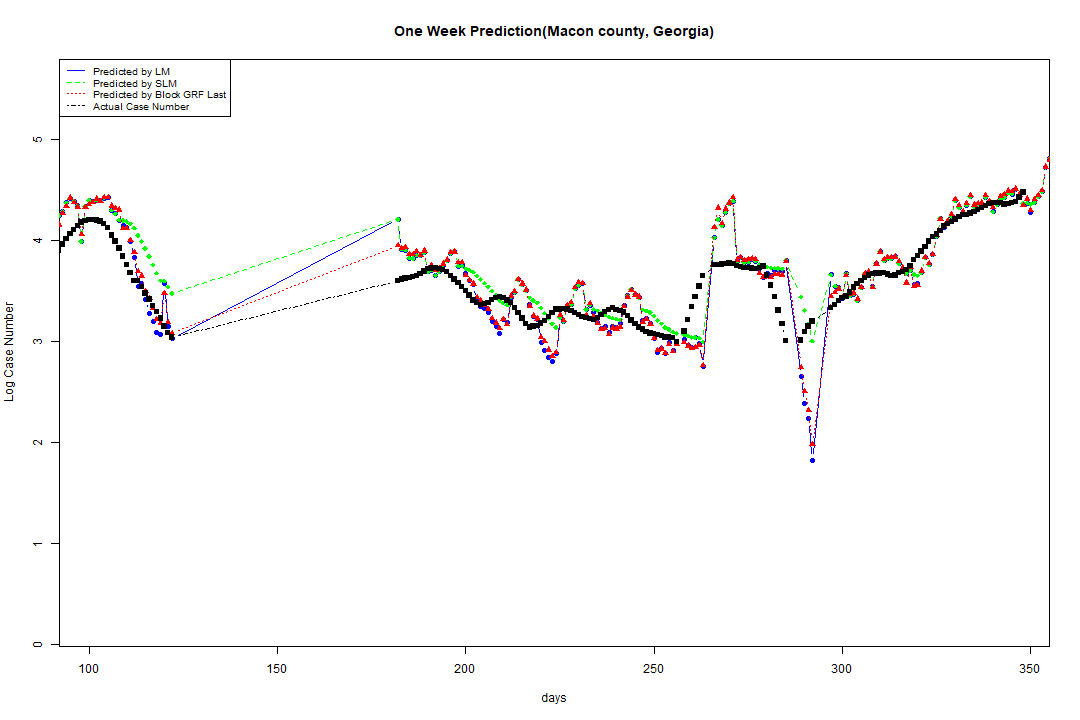 One Week Prediction(Macon county, Georgia)
Predicted by LM
Predicted by SLM
Predicted by Block GRF Last
Actual Case Number
5
4
3
2
1
0
Log Case Number
100 150 200 250 300 350
days